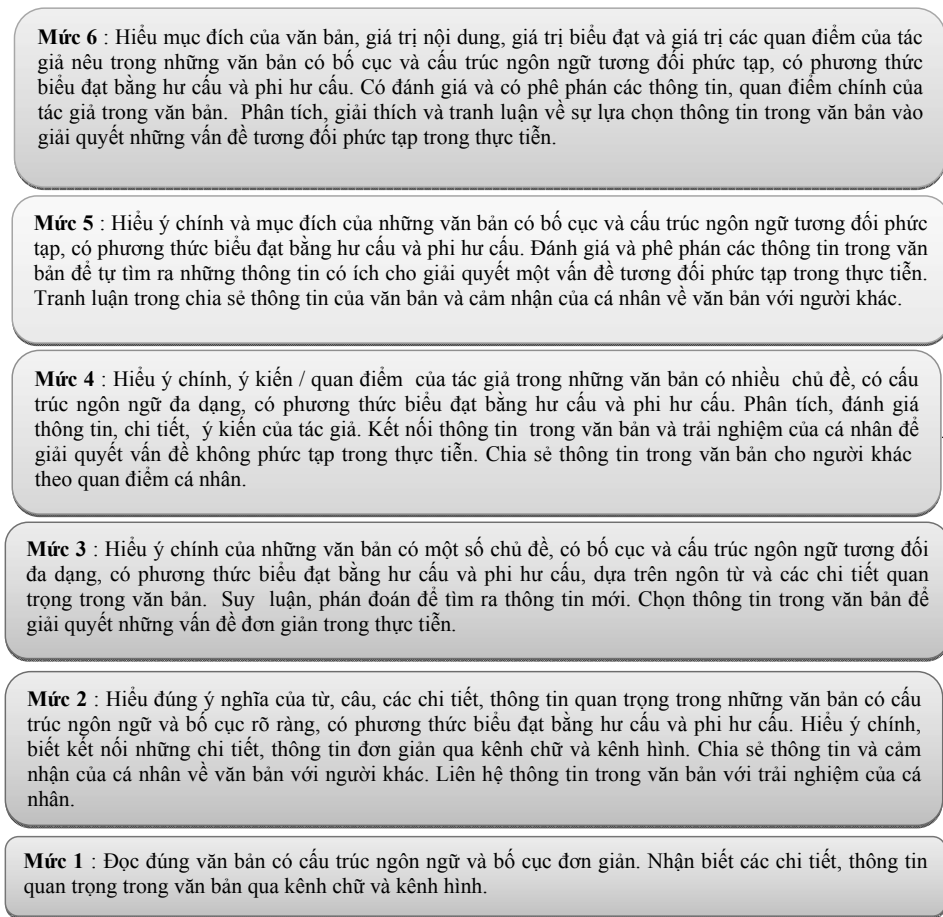 Mức 6 : Hiểu mục đích của văn bản, giá trị nội dung, giá trị biểu đạt và giá trị các quan điểm của tác
giả nêu trong những văn bản có bố cục và cấu trúc ngôn ngữ tương đối phức tạp, có phương thức
biểu đạt bằng hư cấu và phi hư cấu. Có đánh giá và có phê phán các thông tin, quan điểm chính của
tác giả trong văn bản. Phân tích, giải thích và tranh luận về sự lựa chọn thông tin trong văn bản vào
giải quyết những vấn đề tương đối phức tạp trong thực tiễn.
Mức 5 : Hiểu ý chính và mục đích của những văn bản có bố cục và cấu trúc ngôn ngữ tương đối phức
tạp, có phương thức biểu đạt bằng hư cấu và phi hư cấu. Đánh giá và phê phán các thông tin trong văn
bản để tự tìm ra những thông tin có ích cho giải quyết một vấn đề tương đối phức tạp trong thực tiễn.
Tranh luận trong chia sẻ thông tin của văn bản và cảm nhận của cá nhân về văn bản với người khác.
Mức 4 : Hiểu ý chính, ý kiến / quan điểm của tác giả trong những văn bản có nhiều chủ đề, có cấu
trúc ngôn ngữ đa dạng, có phương thức biểu đạt bằng hư cấu và phi hư cấu. Phân tích, đánh giá
thông tin, chi tiết, ý kiến của tác giả. Kết nối thông tin trong văn bản và trải nghiệm của cá nhân để
giải quyết vấn đề không phức tạp trong thực tiễn. Chia sẻ thông tin trong văn bản cho người khác
theo quan điểm cá nhân.
Mức 3 : Hiểu ý chính của những văn bản có một số chủ đề, có bố cục và cấu trúc ngôn ngữ tương đối
đa dạng, có phương thức biểu đạt bằng hư cấu và phi hư cấu, dựa trên ngôn từ và các chi tiết quan
trọng trong văn bản. Suy luận, phán đoán để tìm ra thông tin mới. Chọn thông tin trong văn bản để
giải quyết những vấn đề đơn giản trong thực tiễn.
Mức 2 : Hiểu đúng ý nghĩa của từ, câu, các chi tiết, thông tin quan trọng trong những văn bản có cấu
trúc ngôn ngữ và bố cục rõ ràng, có phương thức biểu đạt bằng hư cấu và phi hư cấu. Hiểu ý chính,
biết kết nối những chi tiết, thông tin đơn giản qua kênh chữ và kênh hình. Chia sẻ thông tin và cảm
nhận của cá nhân về văn bản với người khác. Liên hệ thông tin trong văn bản với trải nghiệm của cá
nhân.
Mức 1 : Đọc đúng văn bản có cấu trúc ngôn ngữ và bố cục đơn giản. Nhận biết các chi tiết, thông tin
quan trọng trong văn bản qua kênh chữ và kênh hình.